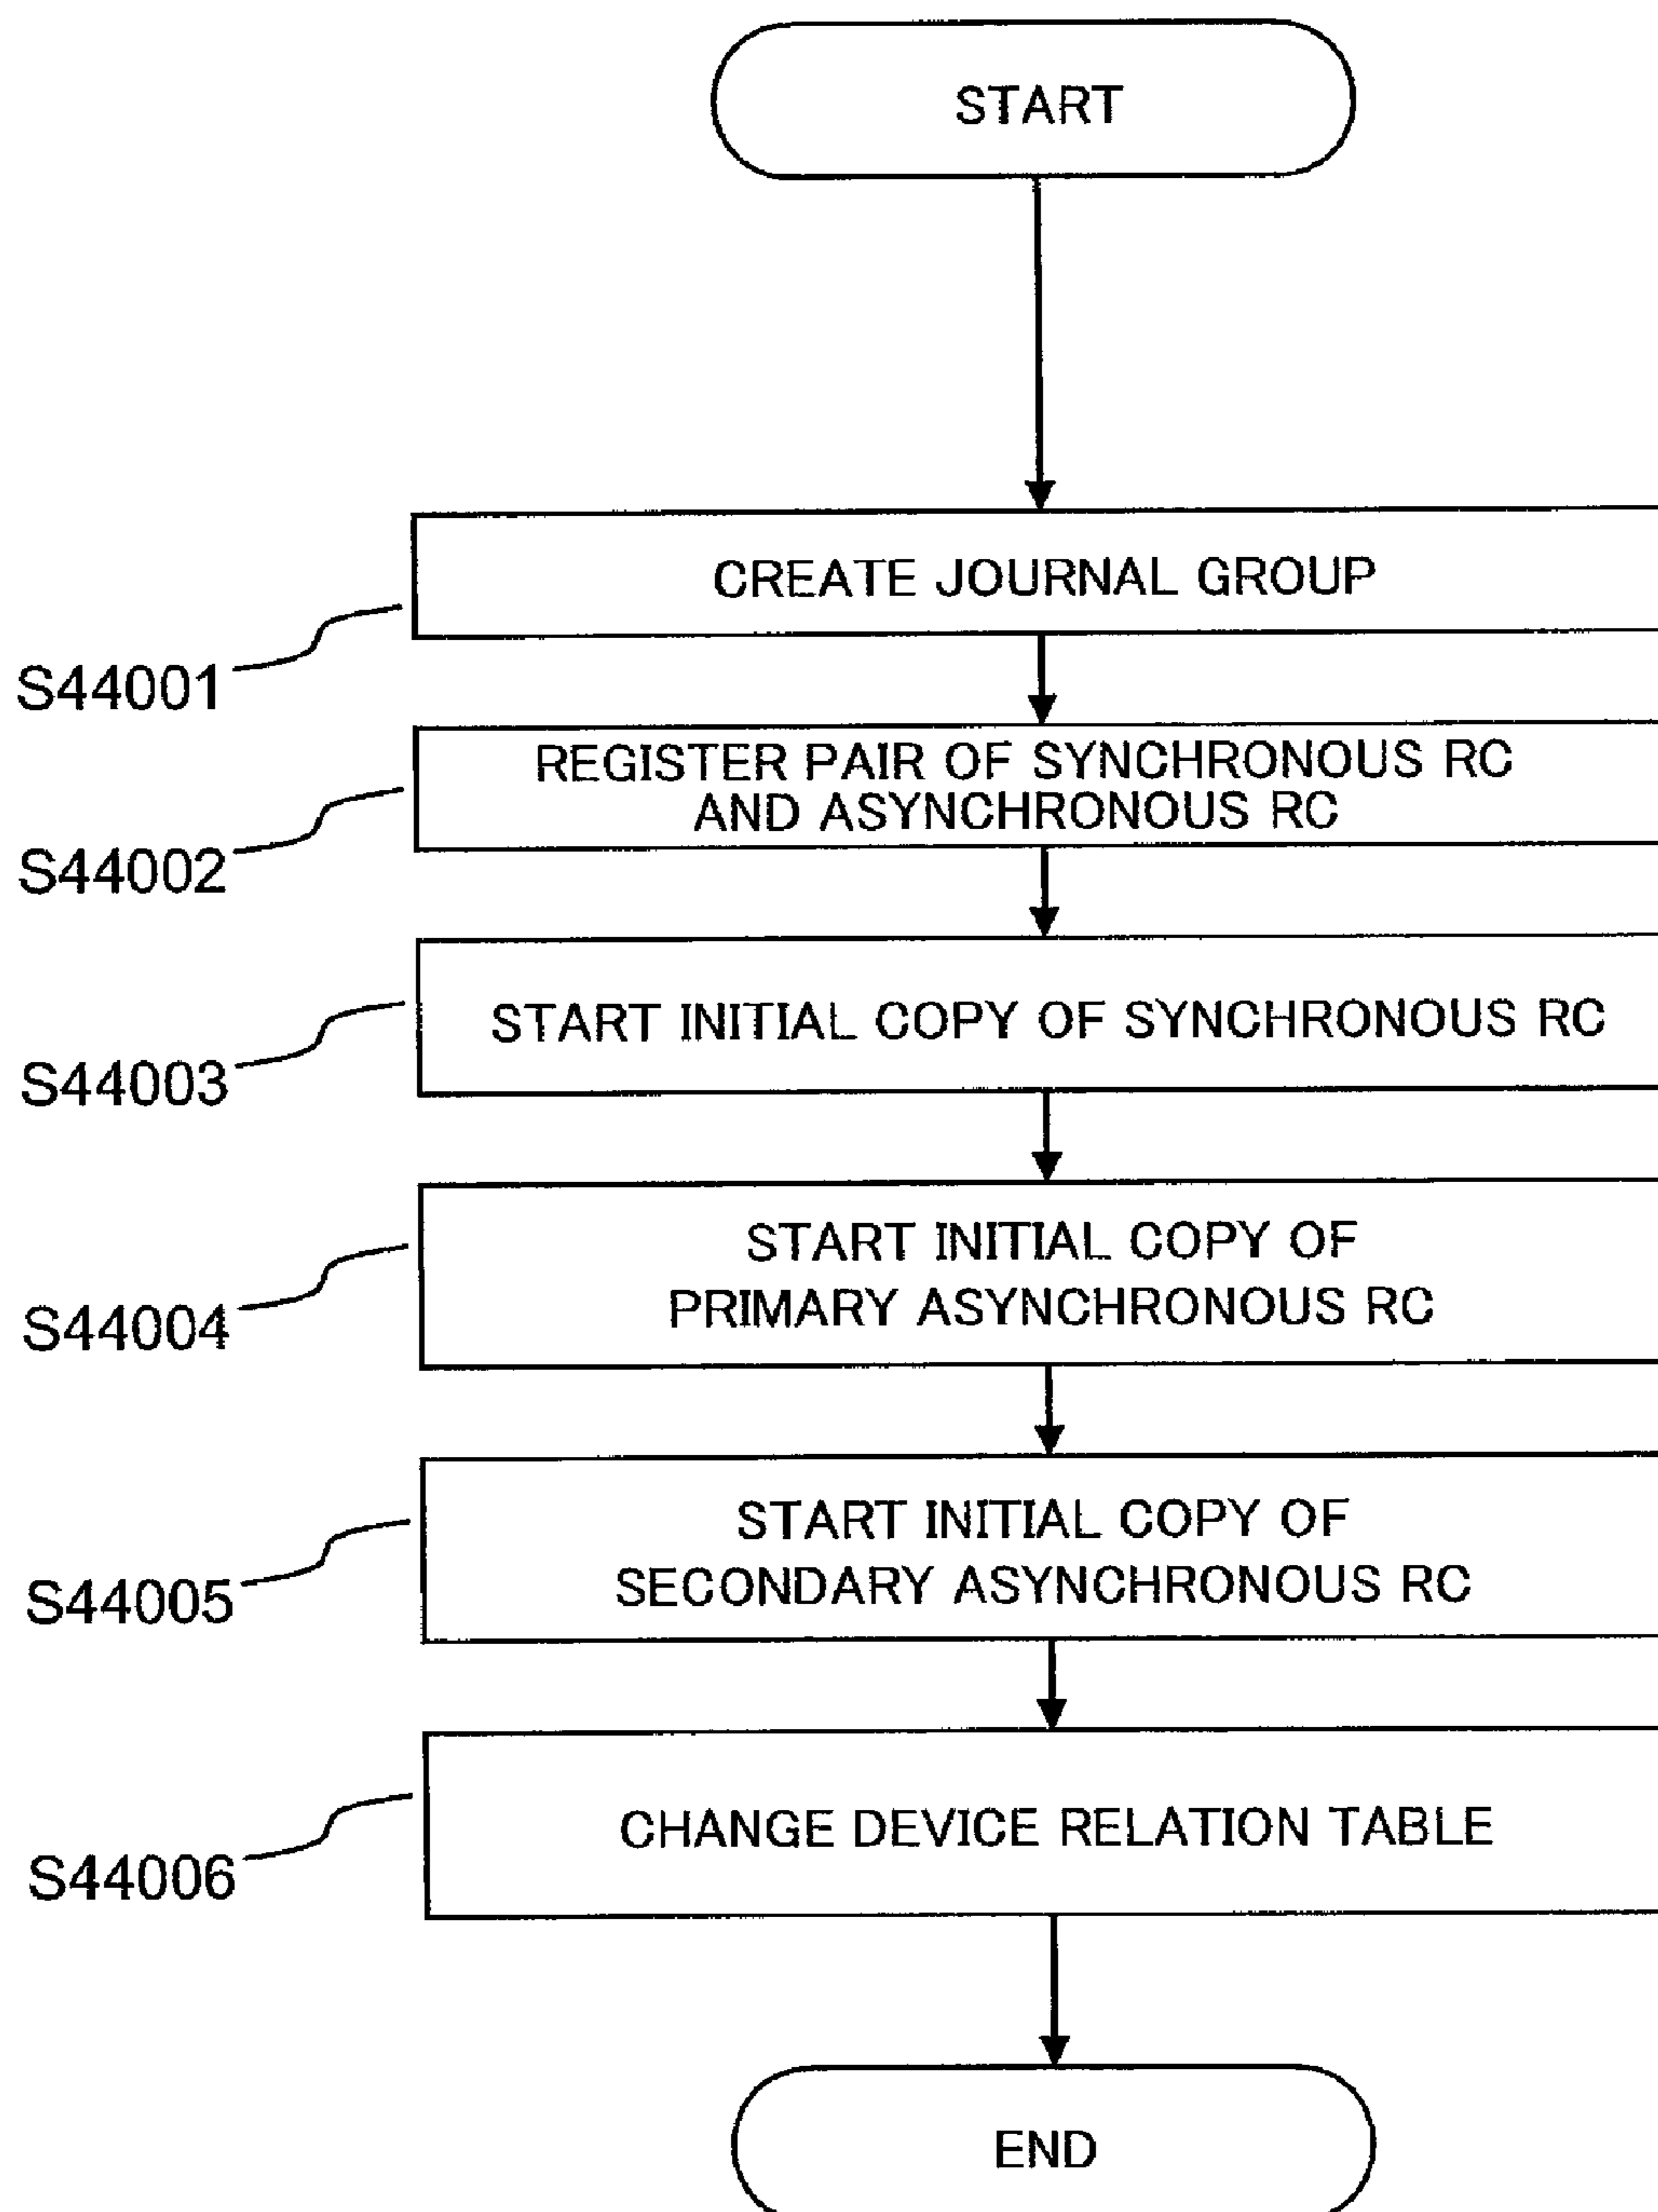 START
CREATE JOURNAL GROUP
S44001
REGISTER PAIR OF SYNCHRONOUS RC
AND ASYNCHRONOUS RC
S44002
START INITIAL COPY OF SYNCHRONOUS RC
S44003
START INITIAL COPY OF
PRIMARY ASYNCHRONOUS RC
S44004
START INITIAL COPY OF
SECONDARY ASYNCHRONOUS RC
S44005
CHANGE DEVICE RELATION TABLE
S44006
END